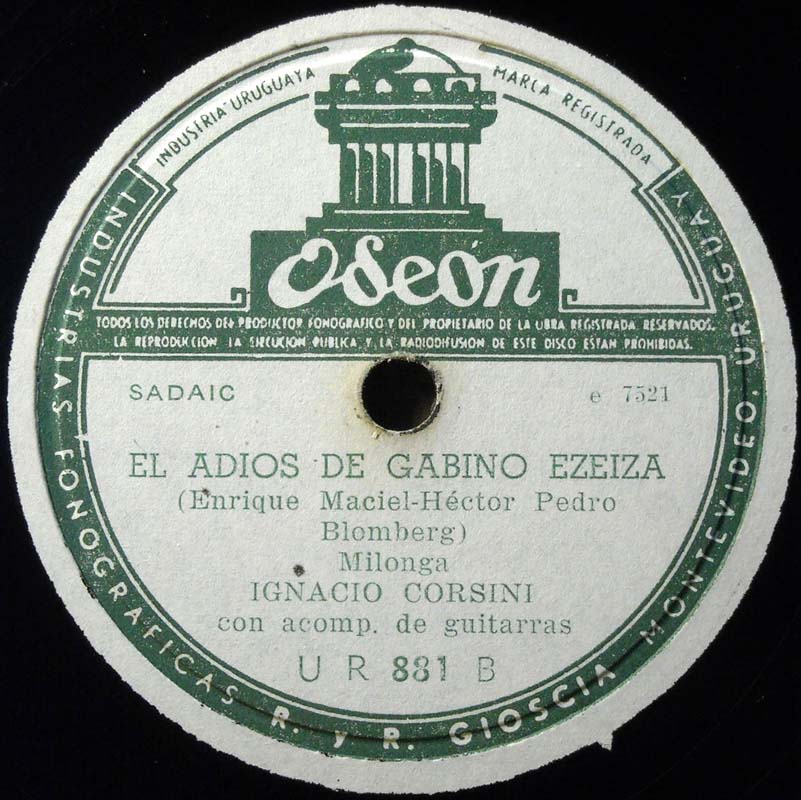 INDUSTRIA URUGUAYA
MARCA REGISTRADA
Odeón
TODOS LOS DERECHOS DEL PRODUCTOR FONOGRAFICO Y DEL PROPIETARIO DE LA OBRA REGISTRADA RESERVADOS.
LA REPRODUCCION LA EJECUCION PUBLICA Y LA RADIODIFUSION DE ESTE DISCO ESTAN PROHIBIDAS.
SADAIC
e 7521
EL ADIOS DE GABINO EZEIZA
(Enrique Maciel-Héctor Pedro
Blomberg)
Milonga
IGNACIO CORSINI
con acomp. de guitarras
U R 881 B
INDUSTRIAS FONOGRAFICAS R. y R. GIOSCIA MONTEVIDEO, URUGUAY